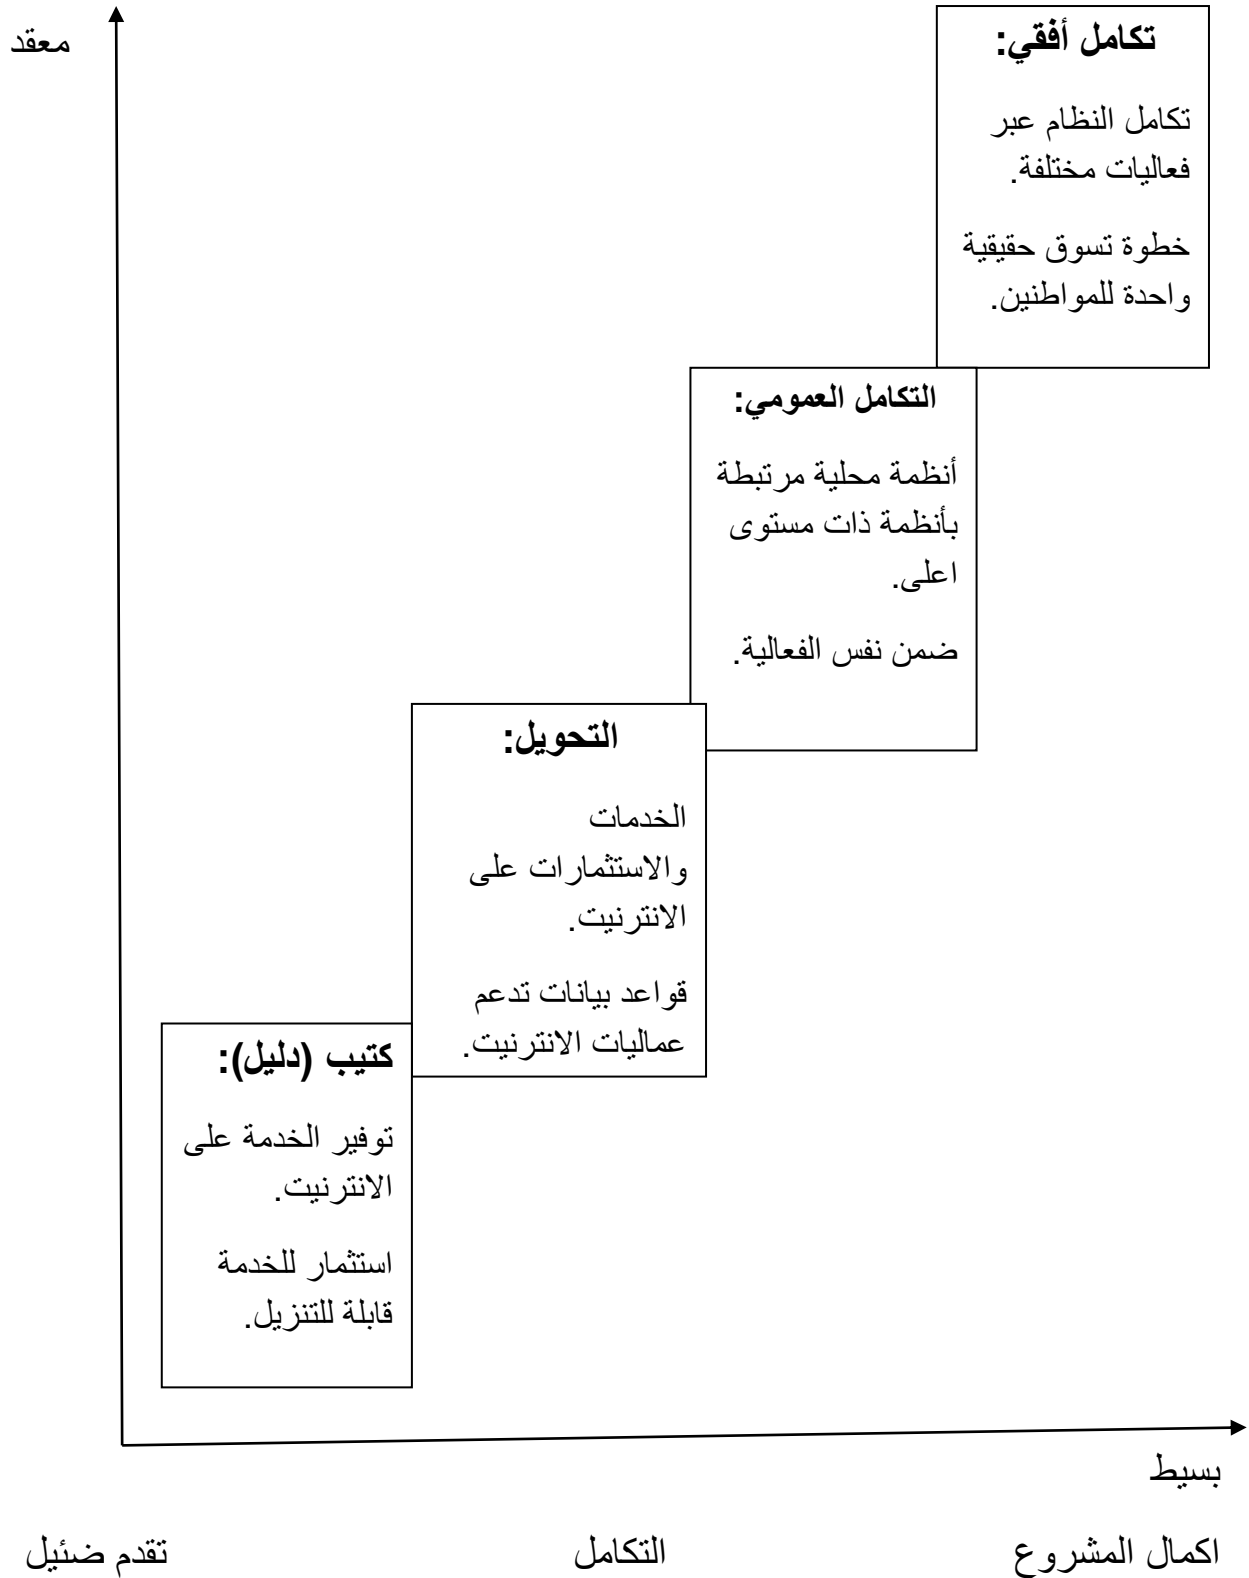 معقد
تكامل أفقي:
تكامل النظام عبر
فعاليات مختلفة.
خطوة تسوق حقيقية
واحدة للمواطنين.
التكامل العمومي:
أنظمة محلية مرتبطة
بأنظمة ذات مستوى
اعلى.
ضمن نفس الفعالية.
التحويل:
الخدمات
والاستثمارات على
الانترنيت.
قواعد بيانات تدعم
عماليات الانترنيت.
كتيب (دليل):
توفير الخدمة على
الانترنيت.
استثمار للخدمة
قابلة للتنزيل.
بسيط
اكمال المشروع التكامل تقدم ضئيل